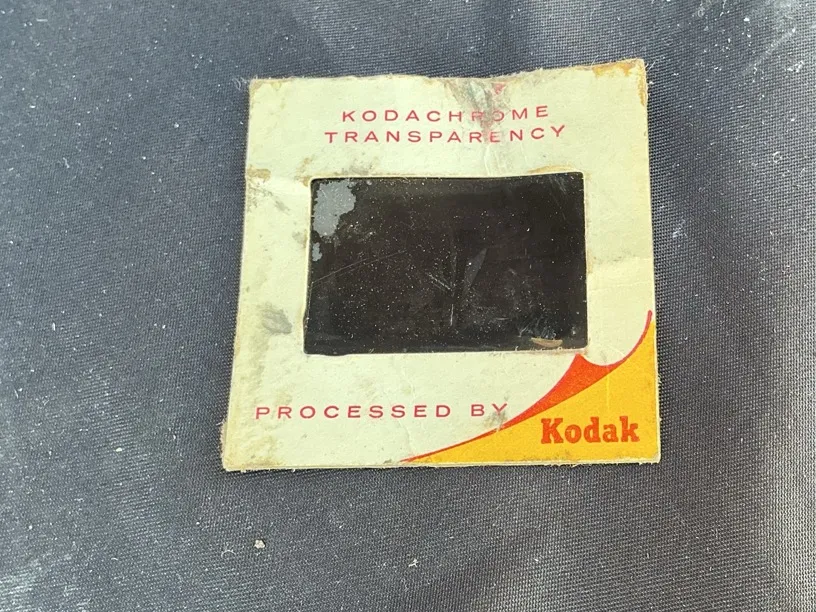 KODACHROME
TRANSPARENCY
PROCESSED BY
Kodak